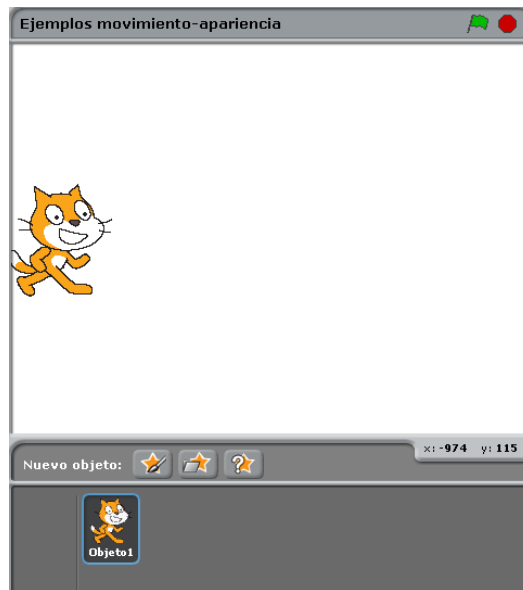 Ejemplos movimiento-apariencia
x: -974 y: 115
Nuevo objeto:
Objeto1